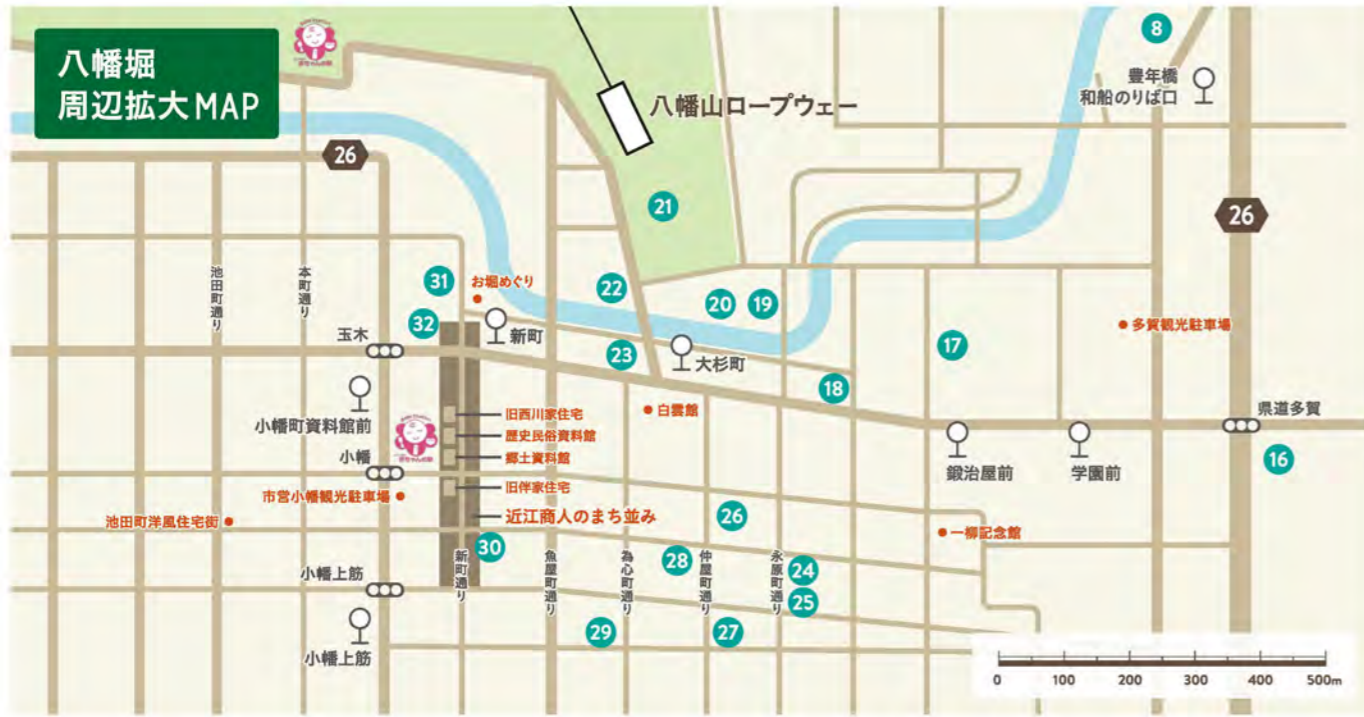 八幡堀
周辺拡大MAP
8
豊年橋
和船のりば口
八幡山ロープウェー
26
21
26
池田町通り
本町通り
31
お堀めぐり
22
20
19
32
新町
玉木
23
大杉町
17
多賀観光駐車場
18
小幡町資料館前
旧西川家住宅
白雲館
県道多賀
歴史民俗資料館
小幡
郷土資料館
鍛治屋前
学園前
16
旧伴家住宅
市営小幡観光駐車場
近江商人のまち並み
26
池田町洋風住宅街
一柳記念館
30
新町通り
魚屋町通り
為心町通り
28
仲屋町通り
永原町通り
24
小幡上筋
25
29
27
小幡上筋
0 100 200 300 400 500m